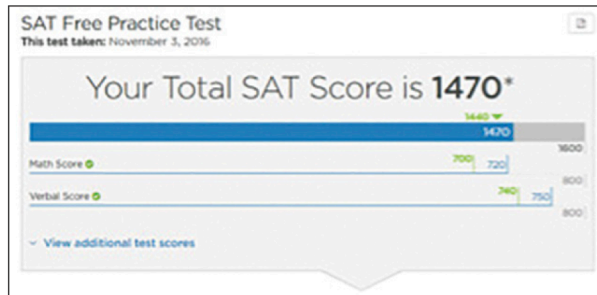 SAT Free Practice Test
This test taken: November 3, 2016
Your Total SAT Score is 1470*
1440
1470
1600
Math Score
700 720
800
Verbal Score
740 750
800
View additional test scores